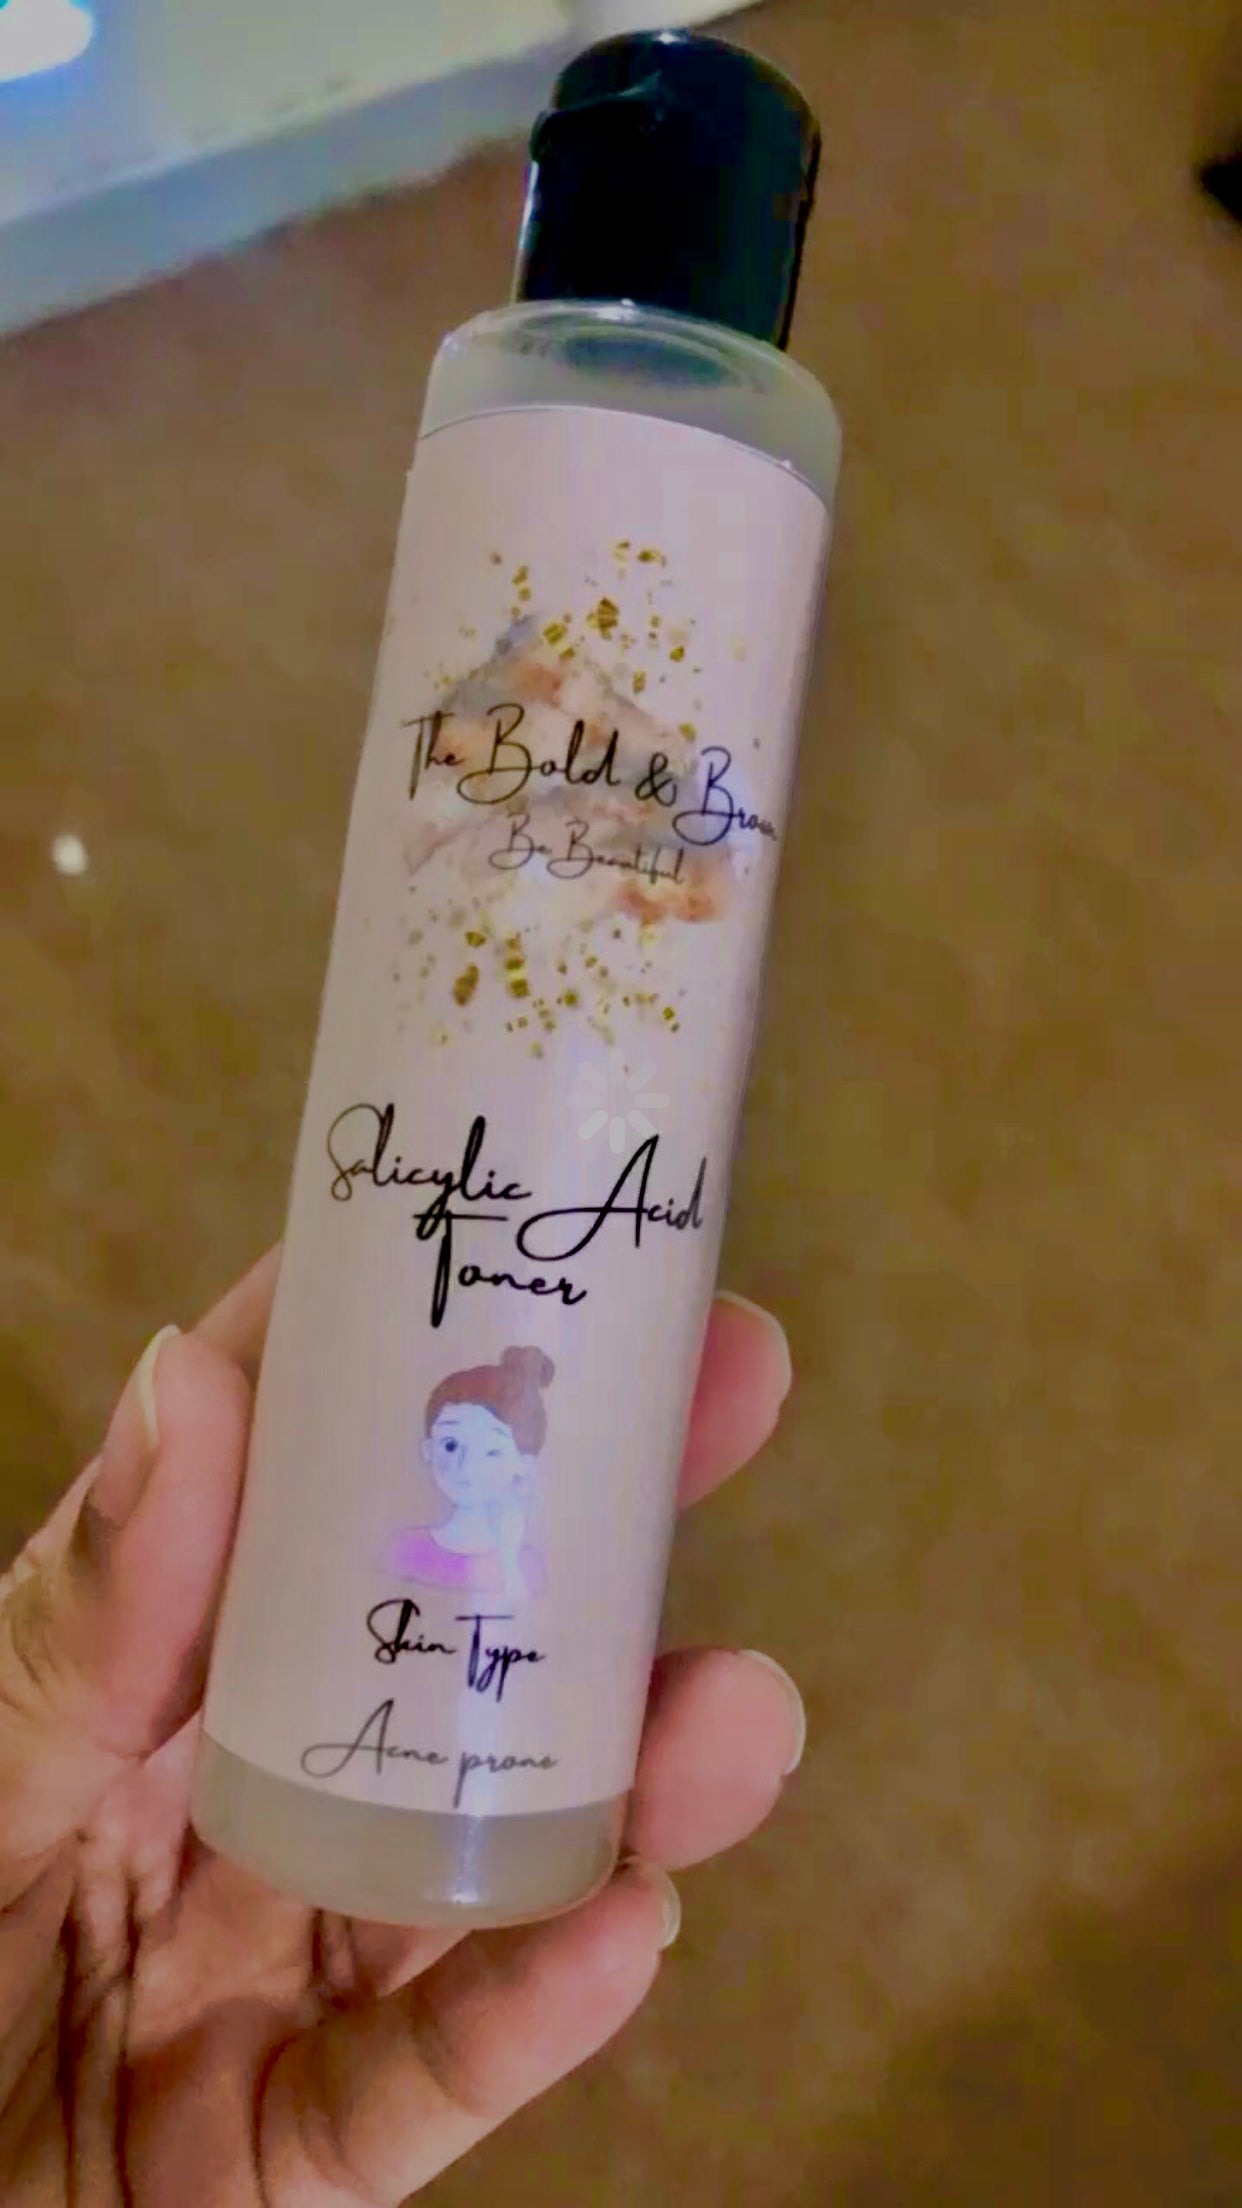 The Bold & Brown
Be Beautiful
Salicylic Acid
Toner
Skin Type
Acne prone